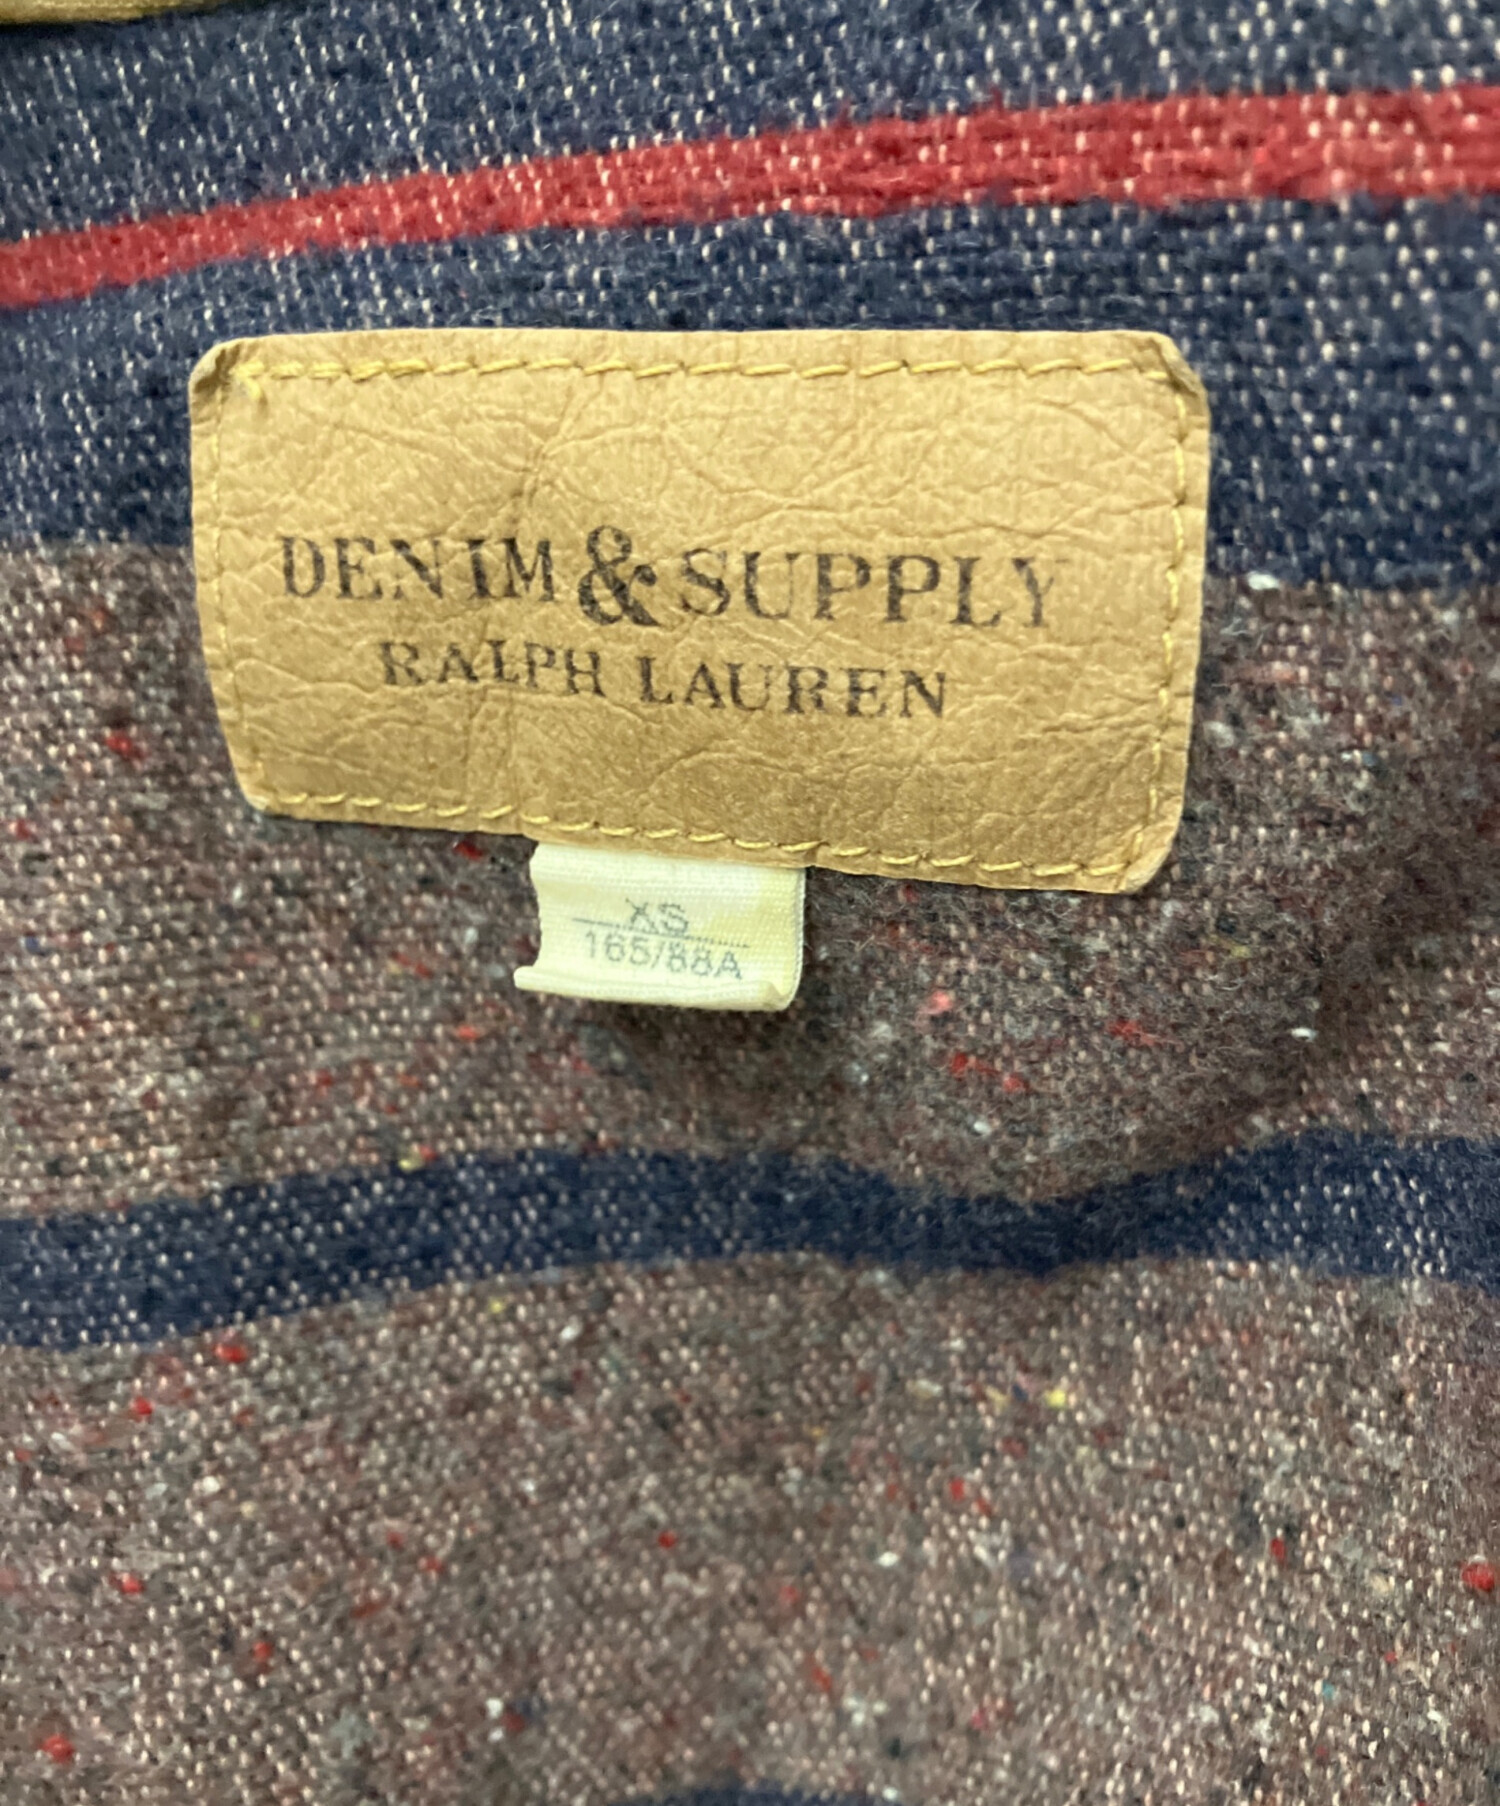 DENIM & SUPPLY
RALPH LAUREN
XS
165/88A